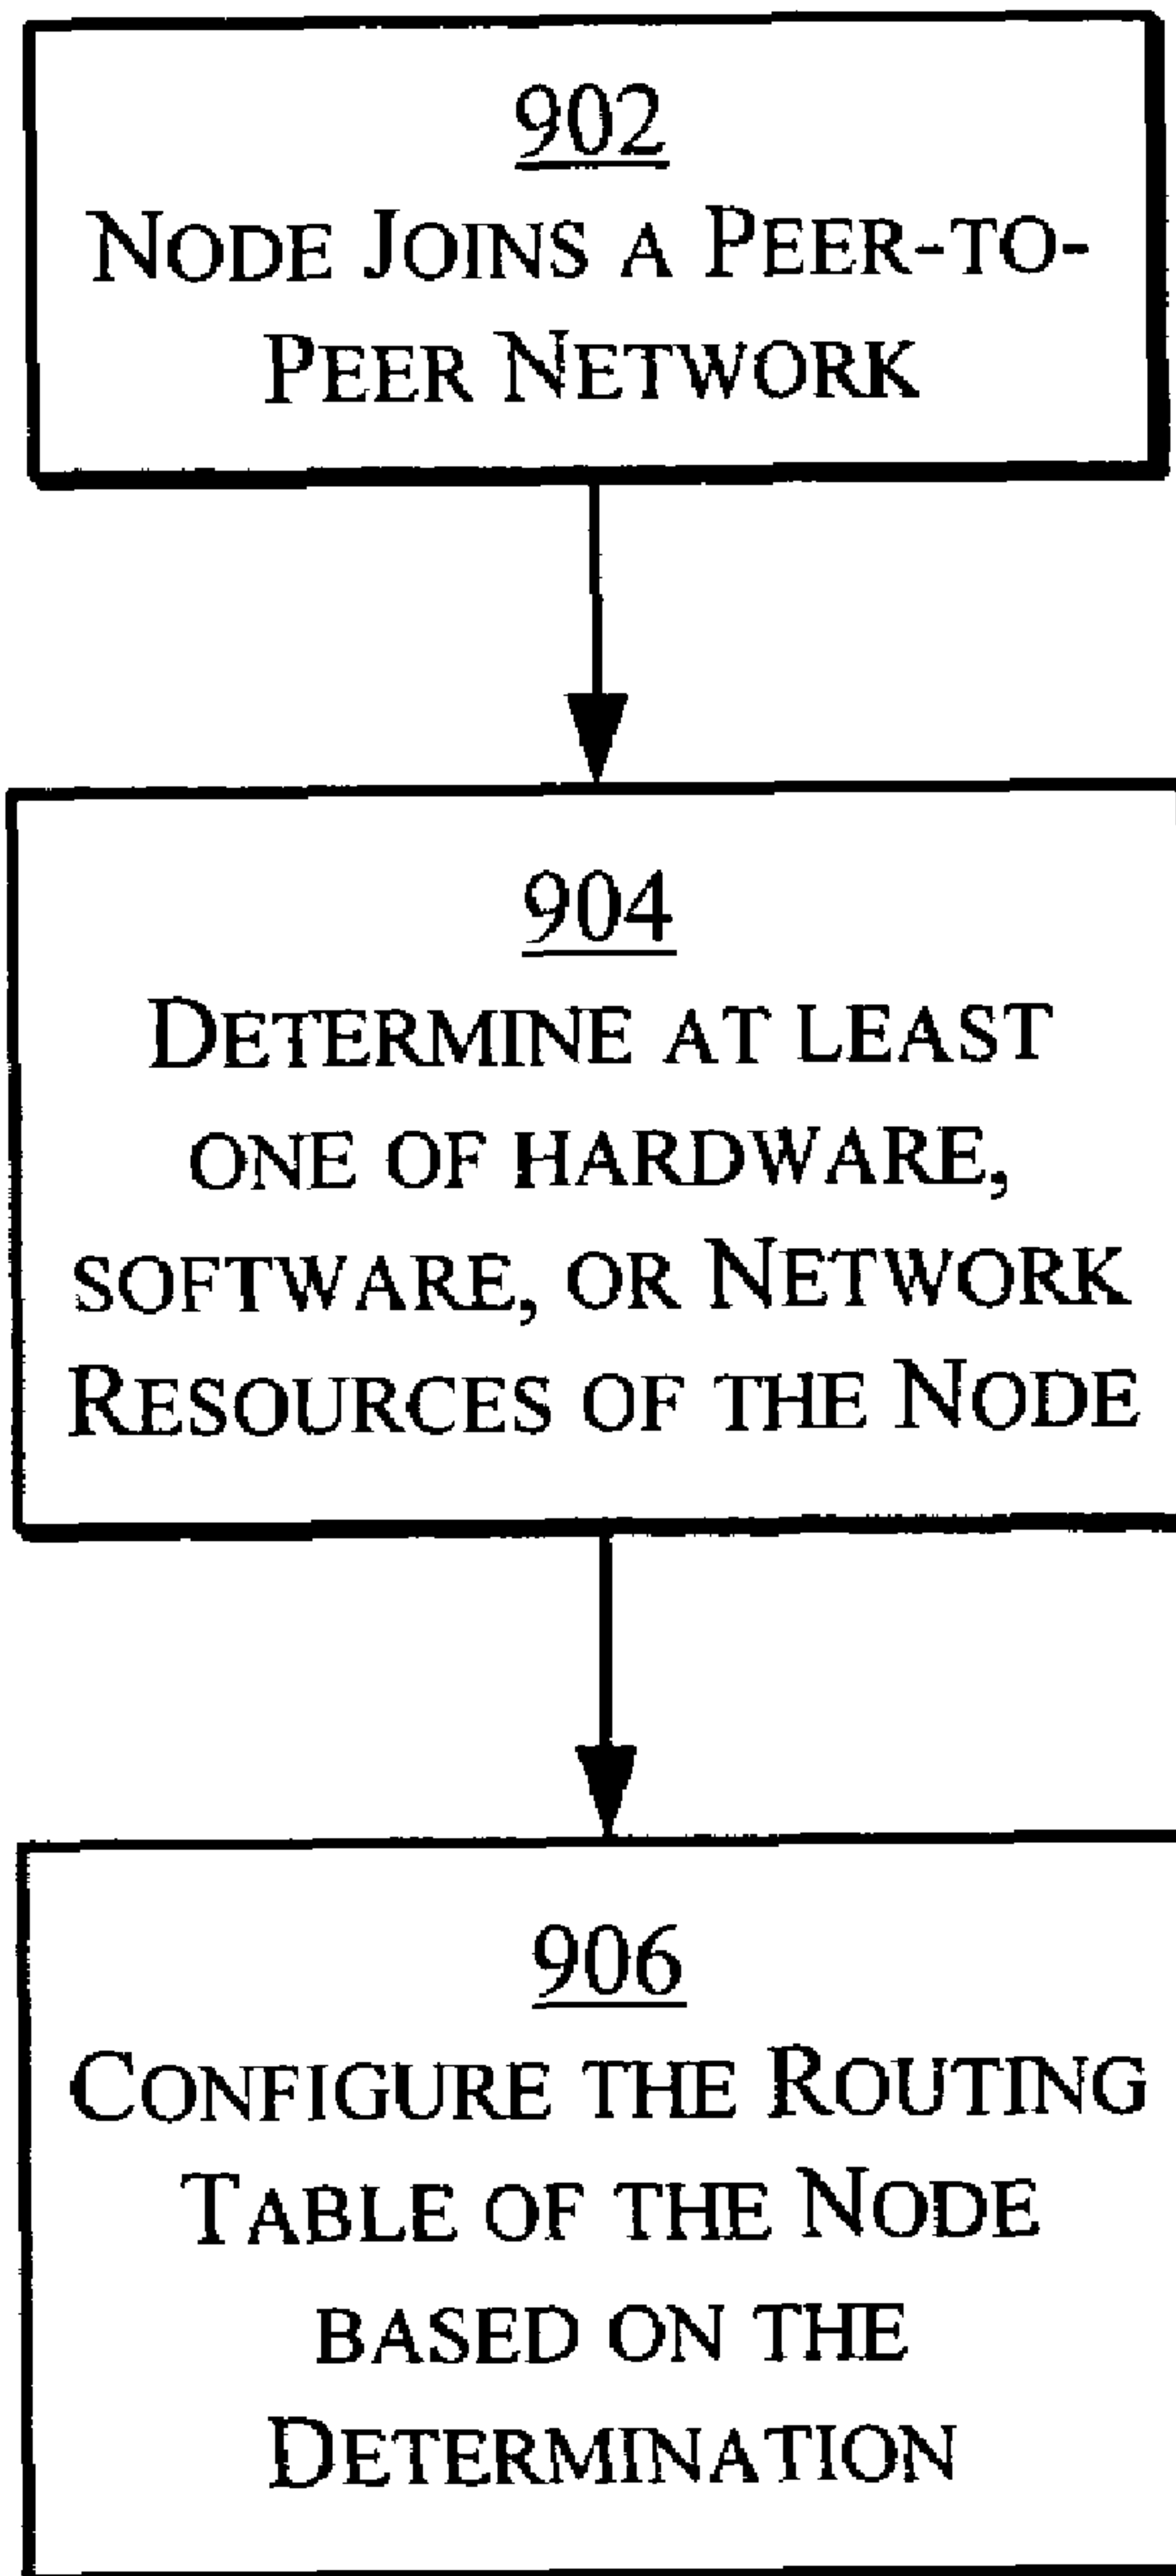 902
NODE JOINS A PEER-TO-
PEER NETWORK
904
DETERMINE AT LEAST
ONE OF HARDWARE,
SOFTWARE, OR NETWORK
RESOURCES OF THE NODE
906
CONFIGURE THE ROUTING
TABLE OF THE NODE
BASED ON THE
DETERMINATION